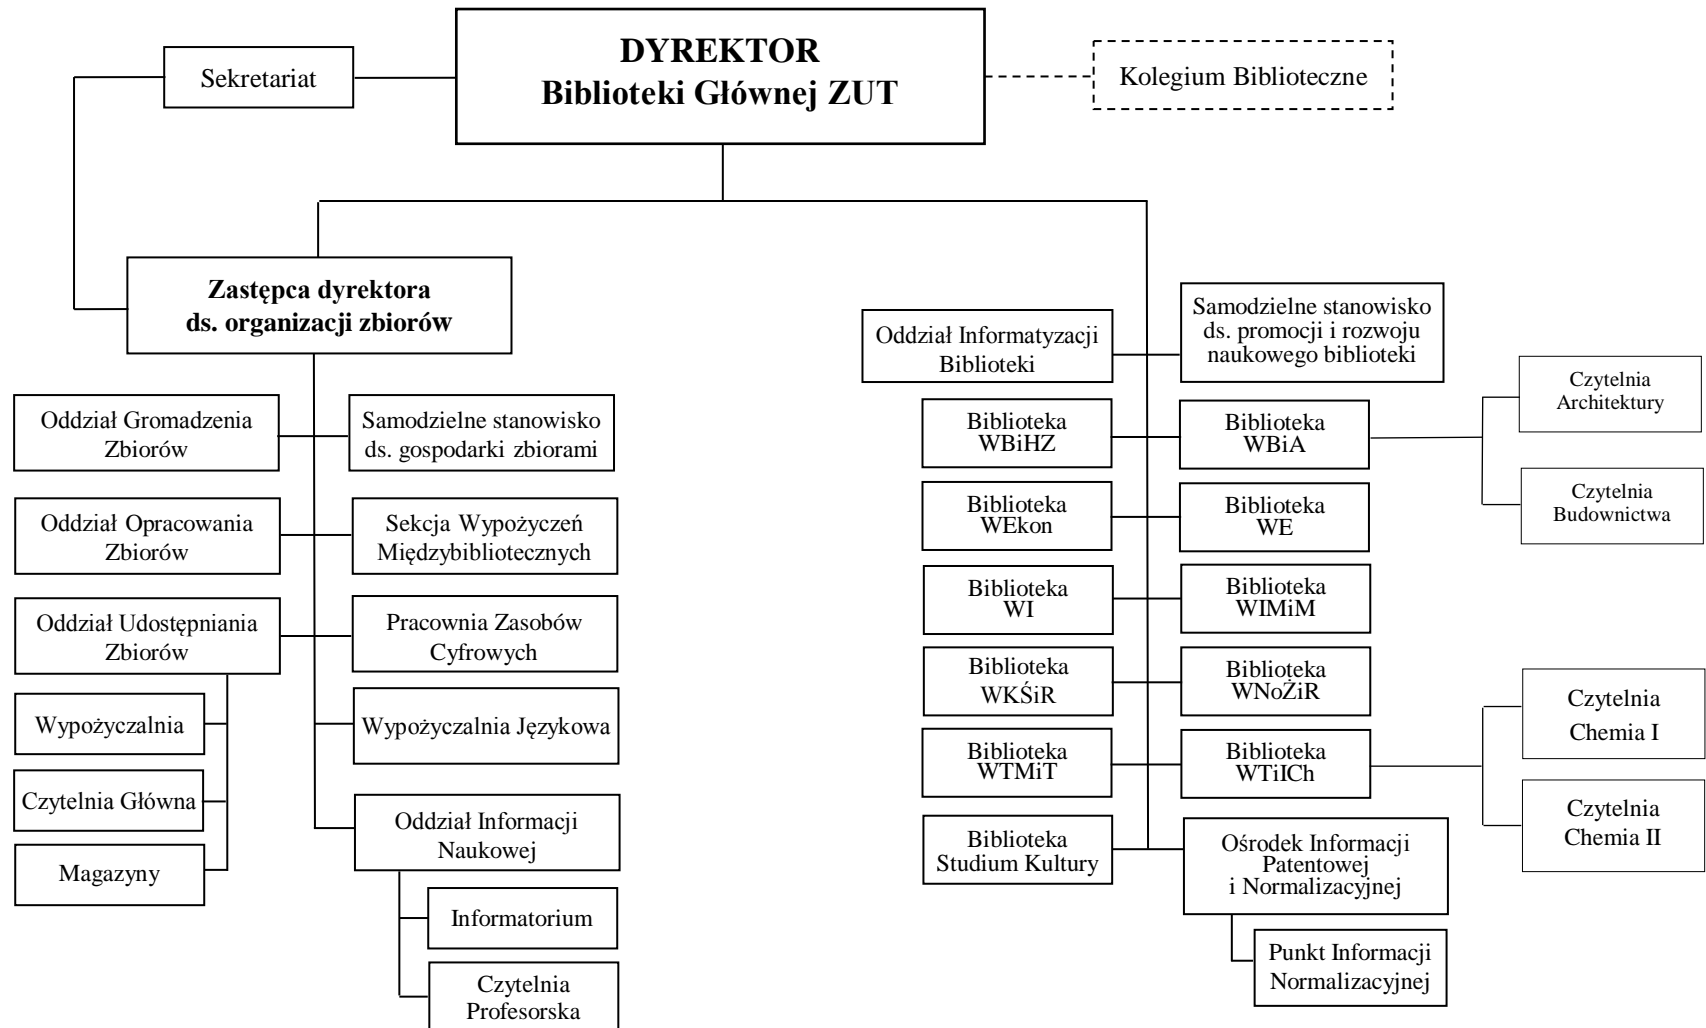 DYREKTOR
Biblioteki Głównej ZUT
Sekretariat
Kolegium Biblioteczne
Zastępca dyrektora
ds. organizacji zbiorów
Oddział Gromadzenia
Zbiorów
Samodzielne stanowisko
ds. gospodarki zbiorami
Oddział Opracowania
Zbiorów
Sekcja Wypożyczeń
Międzybibliotecznych
Oddział Udostępniania
Zbiorów
Pracownia Zasobów
Cyfrowych
Wypożyczalnia
Wypożyczalnia Językowa
Czytelnia Główna
Magazyny
Oddział Informacji
Naukowej
Informatorium
Czytelnia
Profesorska
Oddział Informatyzacji
Biblioteki
Samodzielne stanowisko
ds. promocji i rozwoju
naukowego biblioteki
Biblioteka
WBiHZ
Biblioteka
WBiA
Czytelnia
Architektury
Czytelnia
Budownictwa
Biblioteka
WEkon
Biblioteka
WE
Biblioteka
WI
Biblioteka
WIMiM
Biblioteka
WKŚiR
Biblioteka
WNoŻiR
Biblioteka
WTMiT
Biblioteka
WTiICh
Czytelnia
Chemia I
Czytelnia
Chemia II
Biblioteka
Studium Kultury
Ośrodek Informacji
Patentowej
i Normalizacyjnej
Punkt Informacji
Normalizacyjnej